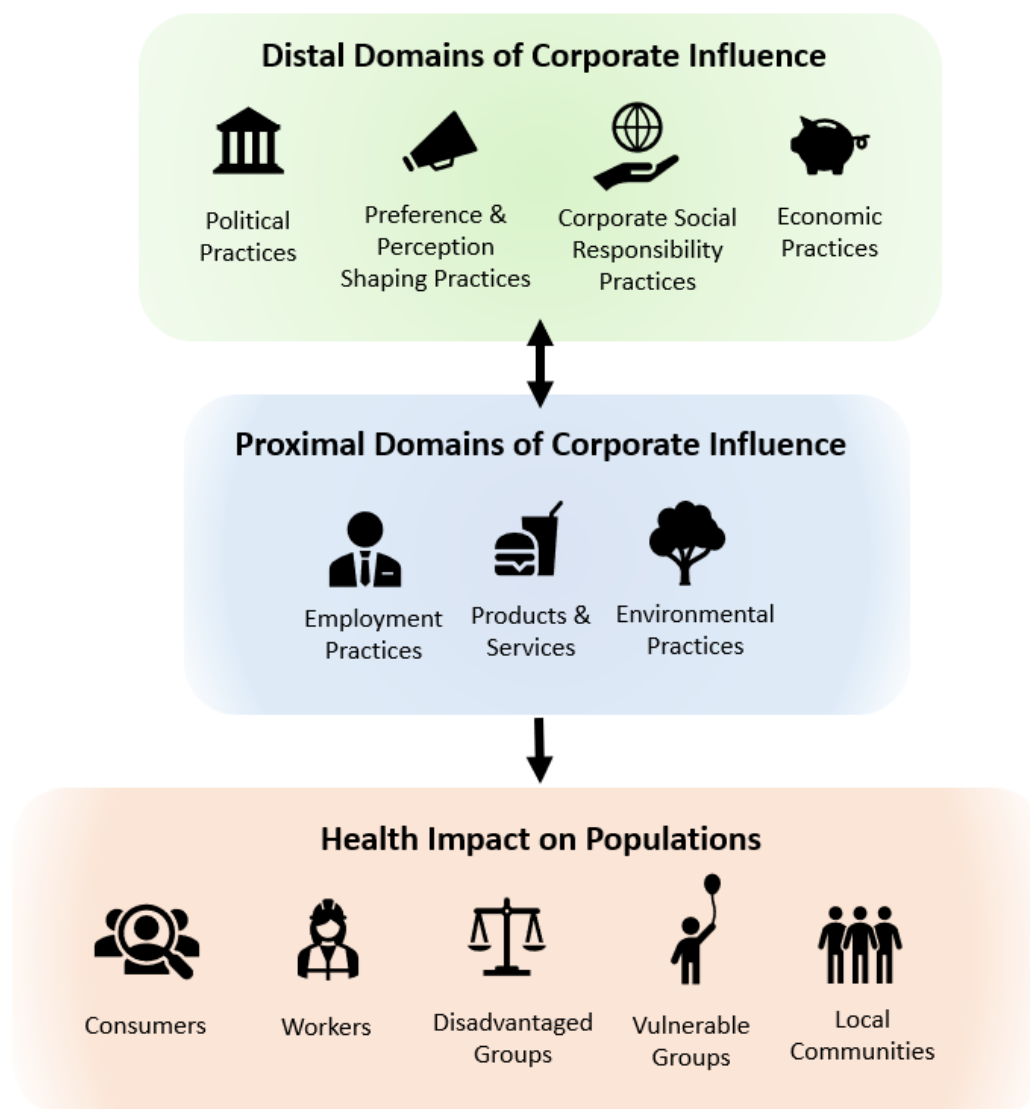 Distal Domains of Corporate Influence
Political
Practices
Preference &
Perception
Shaping Practices
Corporate Social
Responsibility
Practices
Economic
Practices
Proximal Domains of Corporate Influence
Employment
Practices
Products &
Services
Environmental
Practices
Health Impact on Populations
Consumers
Workers
Disadvantaged
Groups
Vulnerable
Groups
Local
Communities